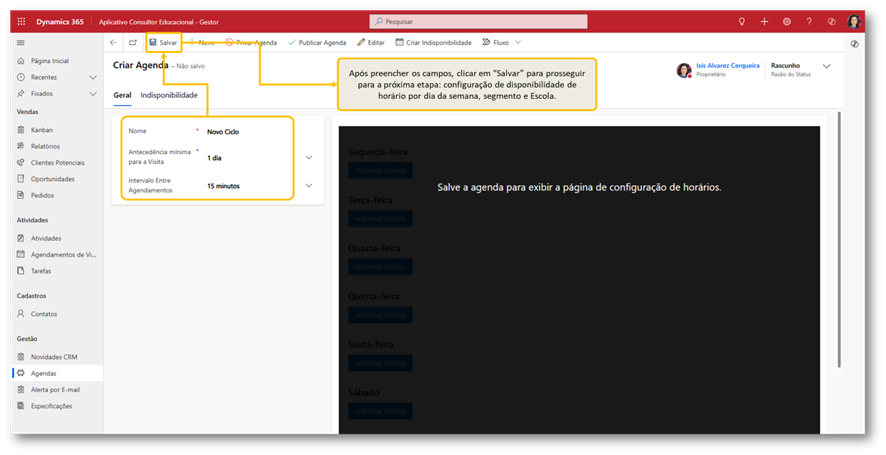 Dynamics 365
Aplicativo Consultor Educacional - Gestor
Pesquisar
Salvar
Novo
Privar Agenda
Publicar Agenda
Editar
Criar Indisponibilidade
Fluxo
Página Inicial
Recentes
Fixados
Vendas
Kanban
Relatórios
Clientes Potenciais
Oportunidades
Pedidos
Atividades
Atividades
Agendamentos de Vi...
Tarefas
Cadastros
Contatos
Gestão
Novidades CRM
Agendas
Alerta por E-mail
Especificações
Criar Agenda - Não salvo
Geral
Indisponibilidade
Após preencher os campos, clicar em “Salvar” para prosseguir
para a próxima etapa: configuração de disponibilidade de
horário por dia da semana, segmento e Escola.
Isis Alvarez Cerqueira
Proprietário
Rascunho
Razão do Status
Nome * Novo Ciclo
Antecedência mínima * 1 dia
para a Visita
Intervalo Entre 15 minutos
Agendamentos
Salve a agenda para exibir a página de configuração de horários.
Segunda-feira
Adicionar Horário
Terça-feira
Adicionar Horário
Quarta-feira
Adicionar Horário
Quinta-feira
Adicionar Horário
Sexta-feira
Adicionar Horário
Sábado
Adicionar Horário